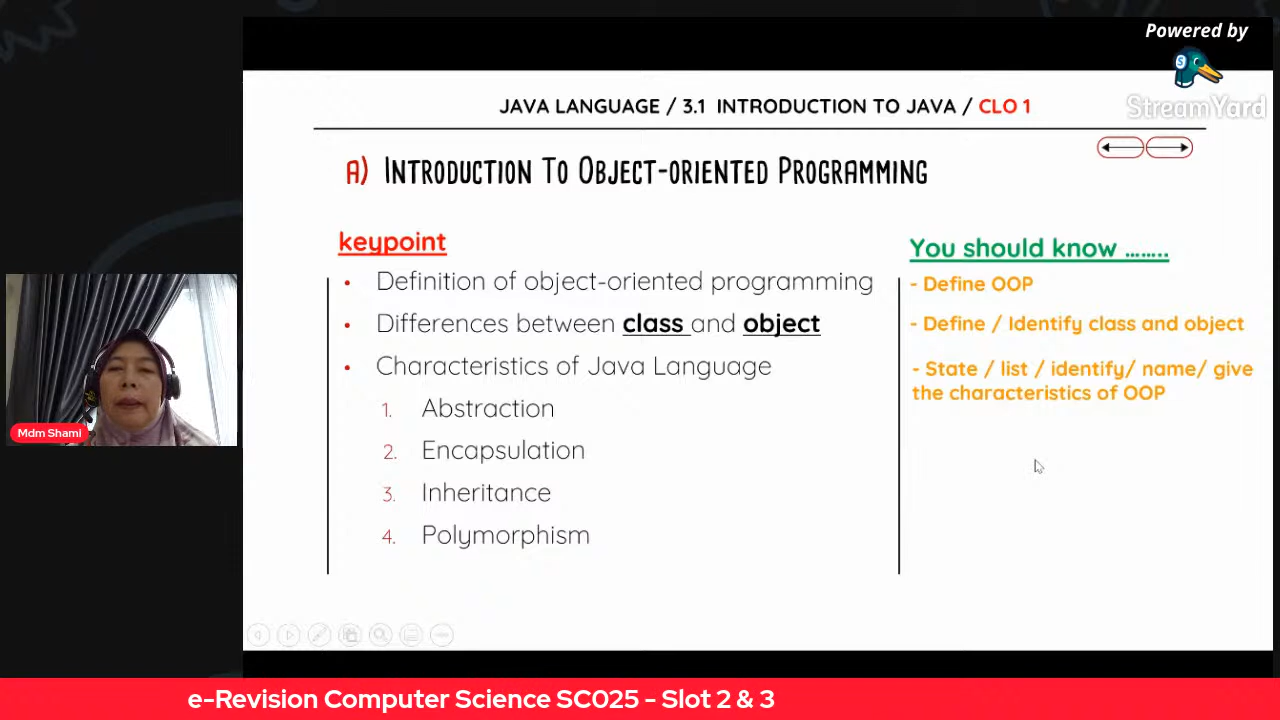 Powered by
StreamYard
JAVA LANGUAGE / 3.1 INTRODUCTION TO JAVA / CLO 1
A) INTRODUCTION TO OBJECT-ORIENTED PROGRAMMING
keypoint
• Definition of object-oriented programming
• Differences between class and object
• Characteristics of Java Language
1. Abstraction
2. Encapsulation
3. Inheritance
4. Polymorphism
You should know ........
- Define OOP
- Define / Identify class and object
- State / list / identify/ name/ give
the characteristics of OOP
Mdm Shami
e-Revision Computer Science SC025 - Slot 2 & 3